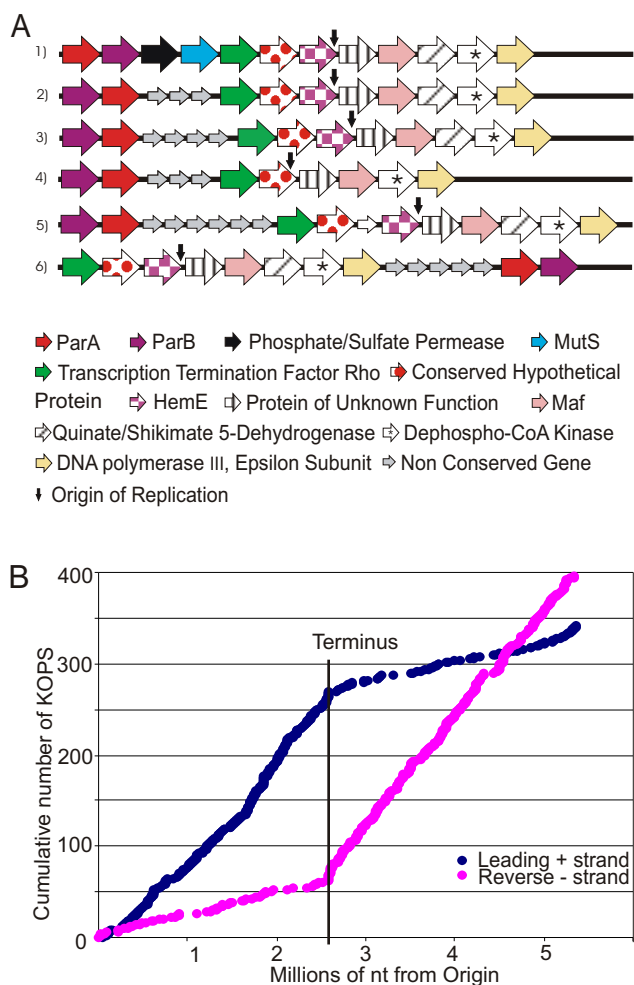 A
1)
2)
3)
4)
5)
6)
*
*
*
*
*
*
ParA ParB Phosphate/Sulfate Permease MutS
Transcription Termination Factor Rho Conserved Hypothetical
Protein HemE Protein of Unknown Function Maf
Quinate/Shikimate 5-Dehydrogenase Dephospho-CoA Kinase
DNA polymerase III, Epsilon Subunit Non Conserved Gene
Origin of Replication
B
400
300
200
100
0
Cumulative number of KOPS
Terminus
Leading + strand
Reverse - strand
1 2 3 4 5
Millions of nt from Origin